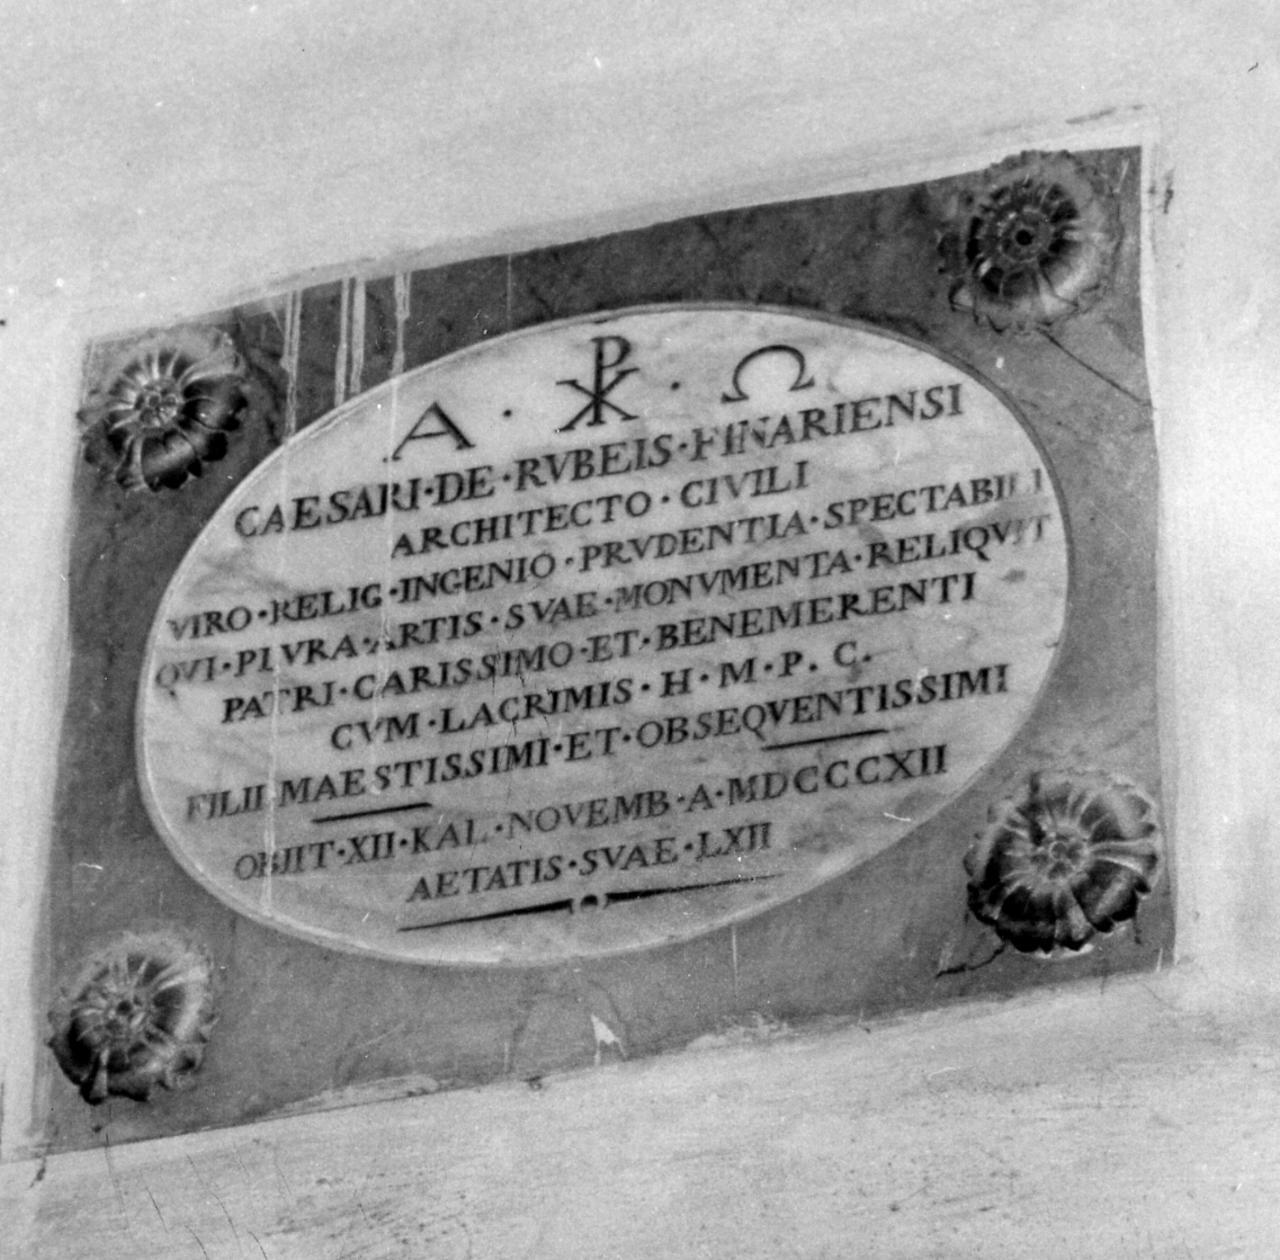 A · ☧ · Ω
CAESARI·DE·RVBEIS·FINARIENSI
ARCHITECTO·CIVILI
VIRO·RELIG·INGENIO·PRVDENTIA·SPECTABILI
QVI·PLVRA·ARTIS·SVAE·MONVMENTA·RELIQVIT
PATRI·CARISSIMO·ET·BENEMERENTI
CVM·LACRIMIS·H·M·P·C·
FILII MAESTISSIMI·ET·OBSEQVENTISSIMI
OBIIT·XII·KAL·NOVEMB·A·MDCCCCXII
AETATIS·SVAE·LXII